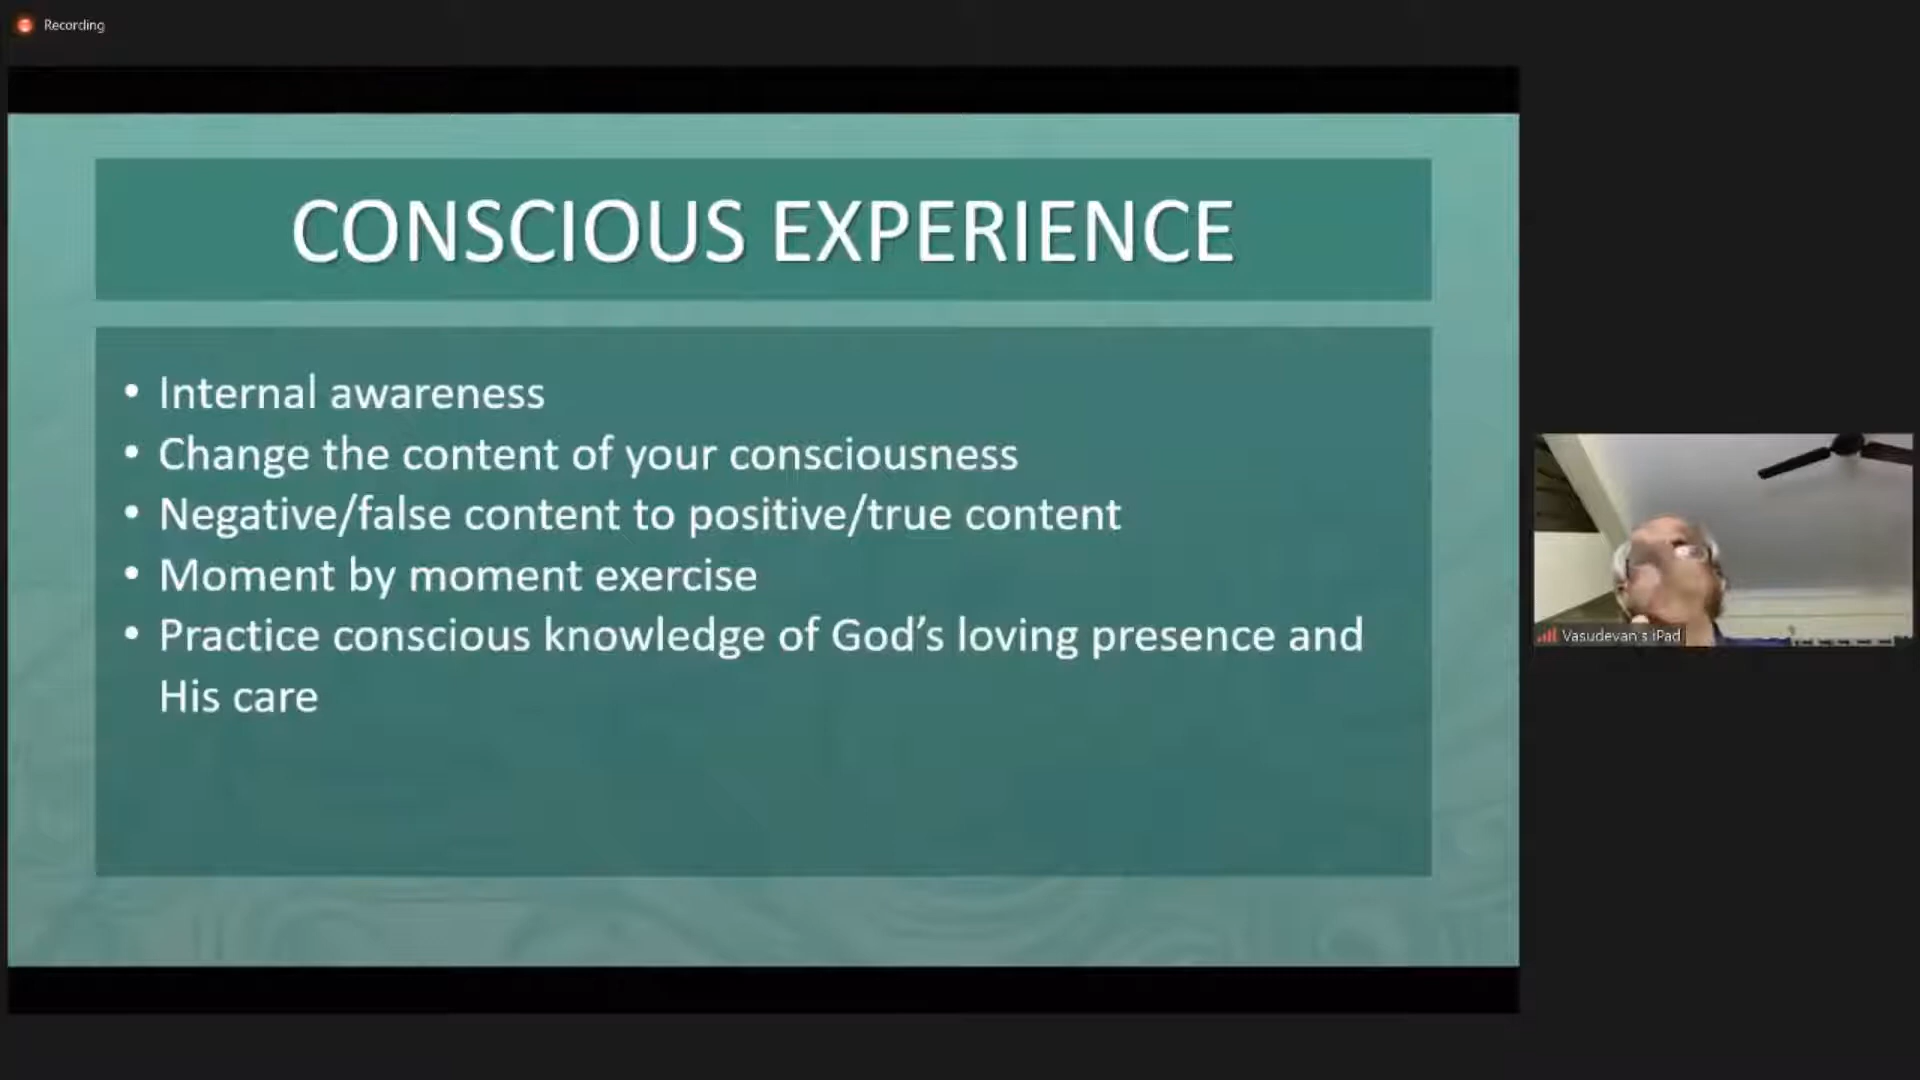 Recording
CONSCIOUS EXPERIENCE
• Internal awareness
• Change the content of your consciousness
• Negative/false content to positive/true content
• Moment by moment exercise
• Practice conscious knowledge of God’s loving presence and
His care
Vasudevan's iPad